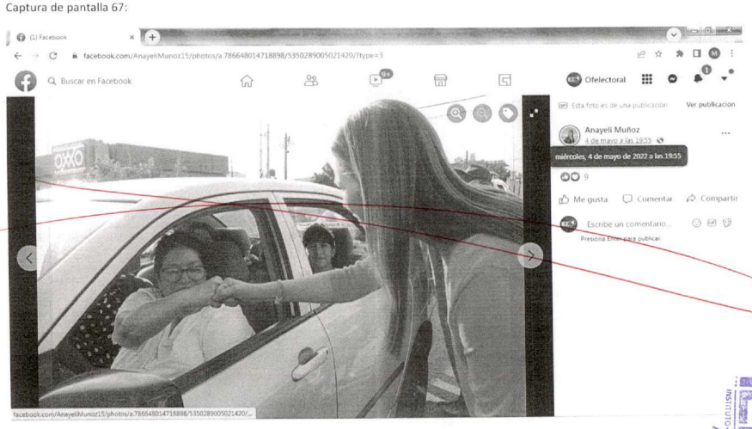 Captura de pantalla 67:
(1) Facebook
facebook.com/AnayeliMunoz15/photos/a.786648014718898/5350289005021420/?type=3
Buscar en Facebook
Ofelectoral
Esta foto es de una publicación
Ver publicacion
OXXO
Anayeli Muñoz
4 de mayo a las 19:55
miércoles, 4 de mayo de 2022 a las 19:55
9
Me gusta
Comentar
Compartir
Escribe un comentario...
Presiona Enter para publicar.
facebook.com/AnayeliMunoz15/photos/a.786648014718898/5350289005021420/...
INSTITUTO